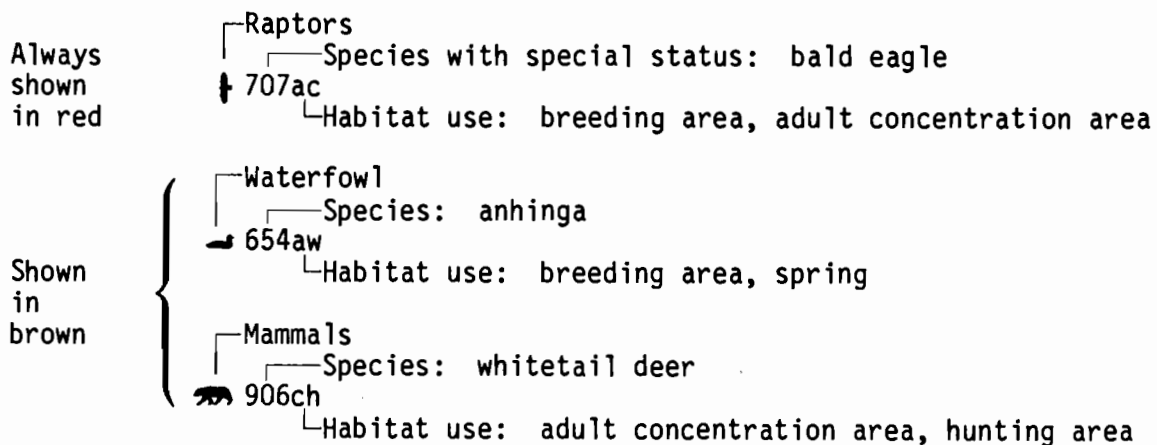 Raptors
Always
Species with special status: bald eagle
shown
707ac
in red
Habitat use: breeding area, adult concentration area
Waterfowl
Species: anhinga
654aw
Shown
Habitat use: breeding area, spring
in
brown
Mammals
Species: whitetail deer
906ch
Habitat use: adult concentration area, hunting area